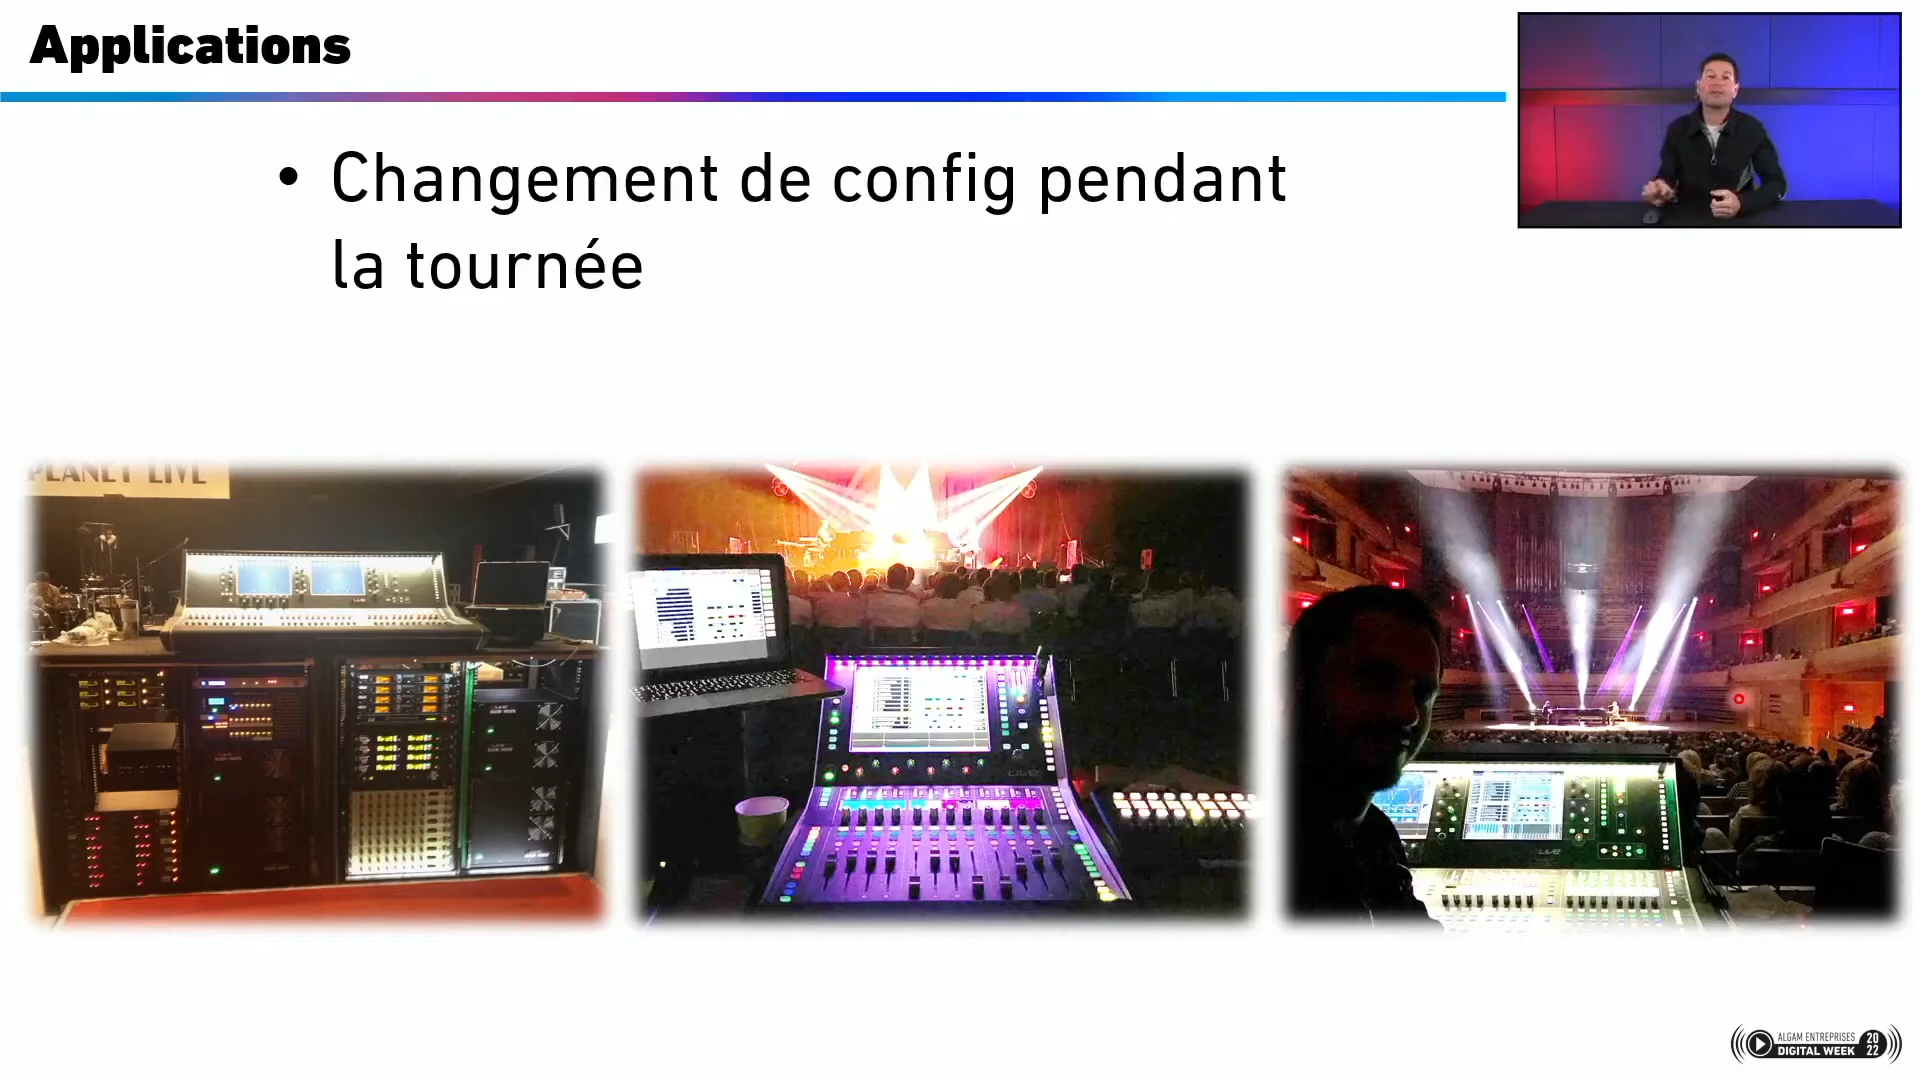 Applications
• Changement de config pendant
la tournée
PLANET LIVE
ALGAM ENTREPRISES
DIGITAL WEEK
20
22